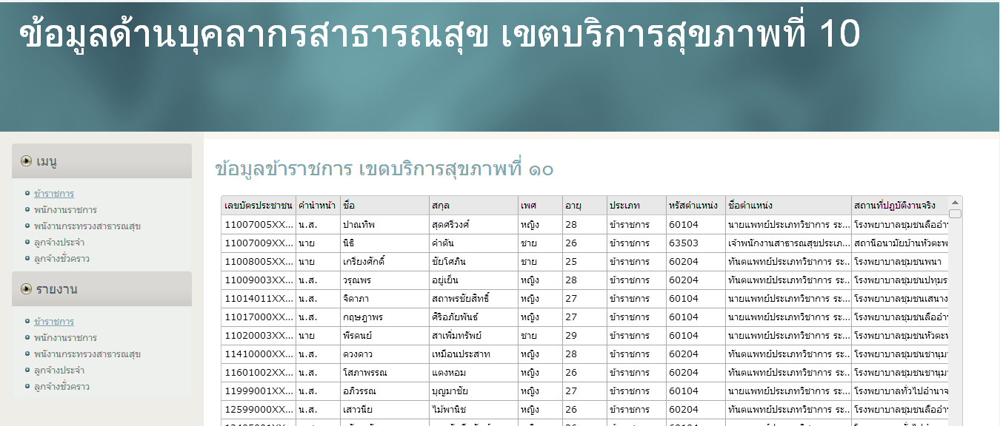 ข้อมูลด้านบุคลากรสาธารณสุข เขตบริการสุขภาพที่ 10
เมนู
ข้าราชการ
พนักงานราชการ
พนังานกระทรวงสาธารณสุข
ลูกจ้างประจำ
ลูกจ้างชั่วคราว
รายงาน
ข้าราชการ
พนักงานราชการ
พนังานกระทรวงสาธารณสุข
ลูกจ้างประจำ
ลูกจ้างชั่วคราว
ข้อมูลข้าราชการ เขตบริการสุขภาพที่ ๑๐
เลขบัตรประชาชน คำนำหน้า ชื่อ สกุล เพศ อายุ ประเภท หรัสตำแหน่ง ชื่อตำแหน่ง สถานที่ปฏบัติงานจริง
11007005XX... น.ส. ปาณทิพ สุดศรีวงศ์ หญิง 28 ข้าราชการ 60104 นายแพทย์ประเภทวิชาการ ระ... โรงพยาบาลชุมชนลืออำ
11007009XX... นาย นิธิ คำตัน ชาย 26 ข้าราชการ 63503 เจ้าพนักงานสาธารณสุขประเภ... สถานีอนามัยบ้านหัวตะพ
11008005XX... นาย เกรียงศักดิ์ ชัยโศภิน ชาย 25 ข้าราชการ 60204 ทันตแพทย์ประเภทวิชาการ ระ... โรงพยาบาลชุมชนพนา
11009003XX... น.ส. วรุณพร อยู่เย็น หญิง 28 ข้าราชการ 60204 ทันตแพทย์ประเภทวิชาการ ระ... โรงพยาบาลชุมชนปทุมร
11014011XX... น.ส. จิดาภา สถาพรชัยสิทธิ์ หญิง 27 ข้าราชการ 60104 นายแพทย์ประเภทวิชาการ ระ... โรงพยาบาลชุมชนเสนาง
11017000XX... น.ส. กฤษฎาพร ศิริอภัยพันธ์ หญิง 27 ข้าราชการ 60104 นายแพทย์ประเภทวิชาการ ระ... โรงพยาบาลชุมชนลืออำ
11020003XX... นาย พีรดนย์ สาเพิ่มทรัพย์ ชาย 29 ข้าราชการ 60104 นายแพทย์ประเภทวิชาการ ระ... โรงพยาบาลชุมชนหัวตะ
11410000XX... น.ส. ดวงดาว เหมือนประสาท หญิง 28 ข้าราชการ 60204 ทันตแพทย์ประเภทวิชาการ ระ... โรงพยาบาลชุมชนชานุม
11601002XX... น.ส. โสภาพรรณ แตงหอม หญิง 26 ข้าราชการ 60204 ทันตแพทย์ประเภทวิชาการ ระ... โรงพยาบาลชุมชนชานุม
11999001XX... น.ส. อภิวรรณ บุญมาชัย หญิง 27 ข้าราชการ 60104 นายแพทย์ประเภทวิชาการ ระ... โรงพยาบาลทั่วไปอำนาจ
12599000XX... น.ส. เสาวนีย ไม้พานิช หญิง 26 ข้าราชการ 60204 ทันตแพทย์ประเภทวิชาการ ระ... โรงพยาบาลชุมชนลืออำ